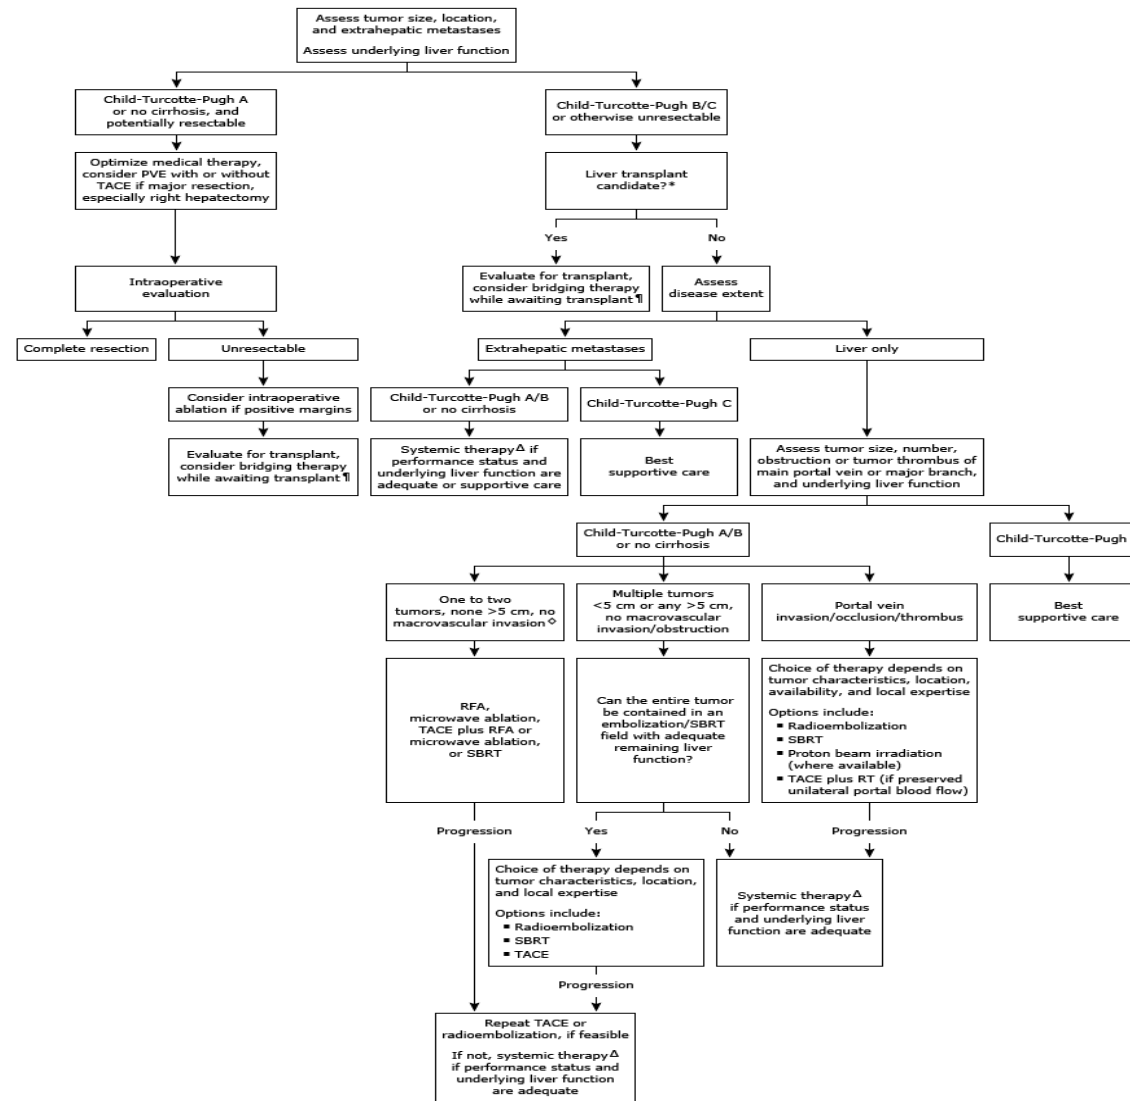 Assess tumor size, location,
and extrahepatic metastases
Assess underlying liver function
Child-Turcotte-Pugh A
or no cirrhosis, and
potentially resectable
Child-Turcotte-Pugh B/C
or otherwise unresectable
Optimize medical therapy,
consider PVE with or without
TACE if major resection,
especially right hepatectomy
Liver transplant
candidate?*
Yes
No
Intraoperative
evaluation
Evaluate for transplant,
consider bridging therapy
while awaiting transplant¶
Assess
disease extent
Complete resection
Unresectable
Extrahepatic metastases
Liver only
Consider intraoperative
ablation if positive margins
Child-Turcotte-Pugh A/B
or no cirrhosis
Child-Turcotte-Pugh C
Evaluate for transplant,
consider bridging therapy
while awaiting transplant¶
Systemic therapyΔ if
performance status and
underlying liver function are
adequate or supportive care
Best
supportive care
Assess tumor size, number,
obstruction or tumor thrombus of
main portal vein or major branch,
and underlying liver function
Child-Turcotte-Pugh A/B
or no cirrhosis
Child-Turcotte-Pugh
One to two
tumors, none >5 cm, no
macrovascular invasion◇
Multiple tumors
<5 cm or any >5 cm,
no macrovascular
invasion/obstruction
Portal vein
invasion/occlusion/thrombus
Best
supportive care
RFA,
microwave ablation,
TACE plus RFA or
microwave ablation,
or SBRT
Can the entire tumor
be contained in an
embolization/SBRT
field with adequate
remaining liver
function?
Choice of therapy depends on
tumor characteristics, location,
availability, and local expertise
Options include:
▪ Radioembolization
▪ SBRT
▪ Proton beam irradiation
(where available)
▪ TACE plus RT (if preserved
unilateral portal blood flow)
Progression
Yes
No
Progression
Choice of therapy depends on
tumor characteristics, location,
and local expertise
Options include:
▪ Radioembolization
▪ SBRT
▪ TACE
Systemic therapyΔ
if performance status
and underlying liver
function are adequate
Progression
Repeat TACE or
radioembolization, if feasible
If not, systemic therapyΔ
if performance status and
underlying liver function
are adequate